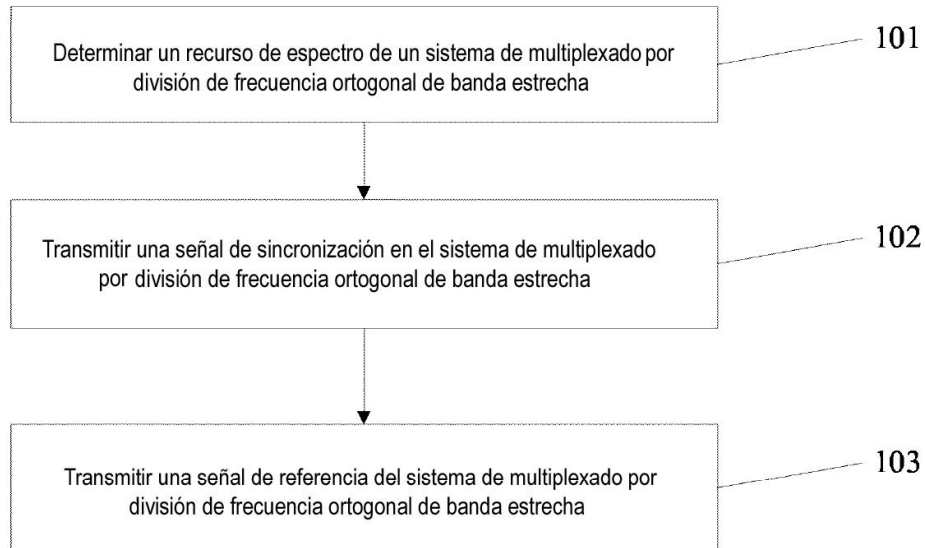 Determinar un recurso de espectro de un sistema de multiplexado por
división de frecuencia ortogonal de banda estrecha
101
Transmitir una señal de sincronización en el sistema de multiplexado
por división de frecuencia ortogonal de banda estrecha
102
Transmitir una señal de referencia del sistema de multiplexado por
división de frecuencia ortogonal de banda estrecha
103